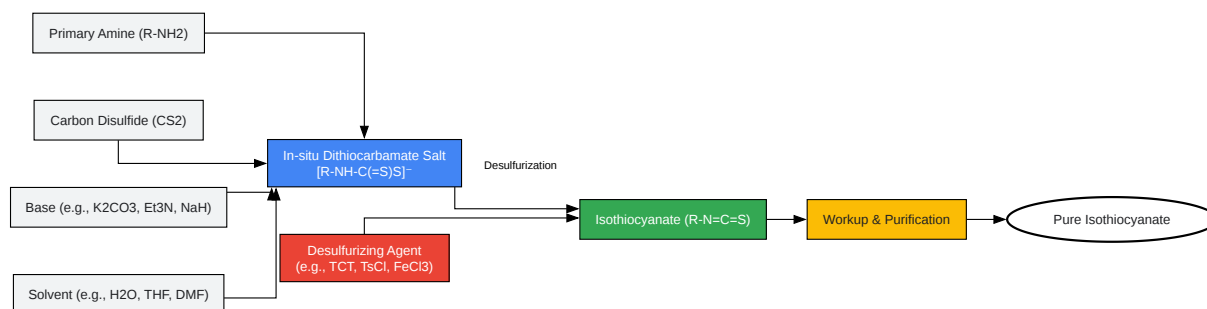 Primary Amine (R-NH2)
Carbon Disulfide (CS2)
In-situ Dithiocarbamate Salt
[R-NH-C(=S)S]⁻
Desulfurization
Base (e.g., K2CO3, Et3N, NaH)
Isothiocyanate (R-N=C=S)
Workup & Purification
Pure Isothiocyanate
Desulfurizing Agent
(e.g., TCT, TsCl, FeCl3)
Solvent (e.g., H2O, THF, DMF)